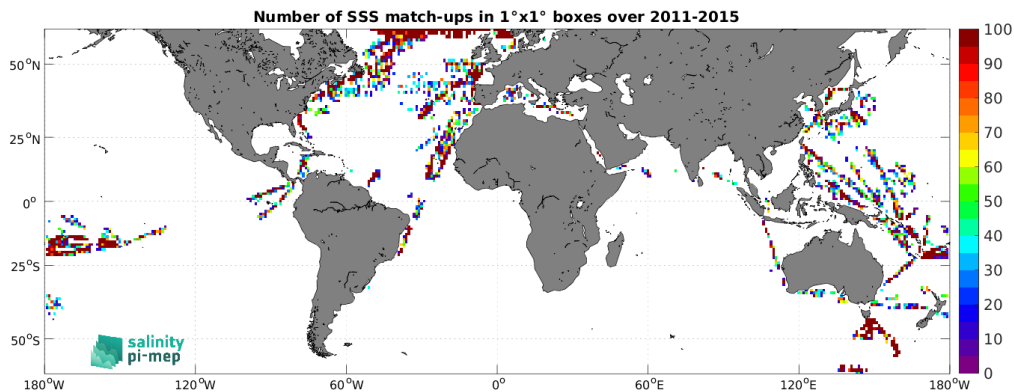 Number of SSS match-ups in 1°x1° boxes over 2011-2015
50°N
25°N
0°
25°S
50°S
180°W
120°W
60°W
0°
60°E
120°E
180°W
100
90
80
70
60
50
40
30
20
10
0
salinity
pi-mep